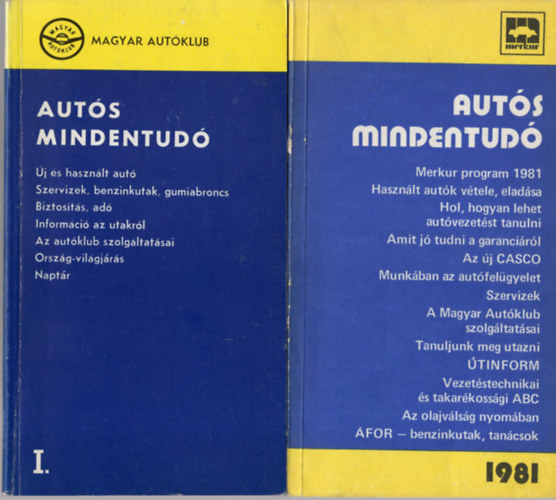 MAGYAR AUTÓKLUB
MAGYAR AUTÓKLUB
AUTÓS
MINDENTUDÓ
Új és használt autó
Szervizek, benzinkutak, gumiabroncs
Biztosítás, adó
Információ az utakról
Az autóklub szolgáltatásai
Ország-világjárás
Naptár
I.
merkur
AUTÓS
MINDENTUDÓ
Merkur program 1981
Használt autók vétele, eladása
Hol, hogyan lehet
autóvezetést tanulni
Amit jó tudni a garanciáról
Az új CASCO
Munkában az autófelügyelet
Szervizek
A Magyar Autóklub
szolgáltatásai
Tanuljunk meg utazni
ÚTINFORM
Vezetéstechnikai
és takarékossági ABC
Az olajválság nyomában
ÁFOR – benzinkutak, tanácsok
1981